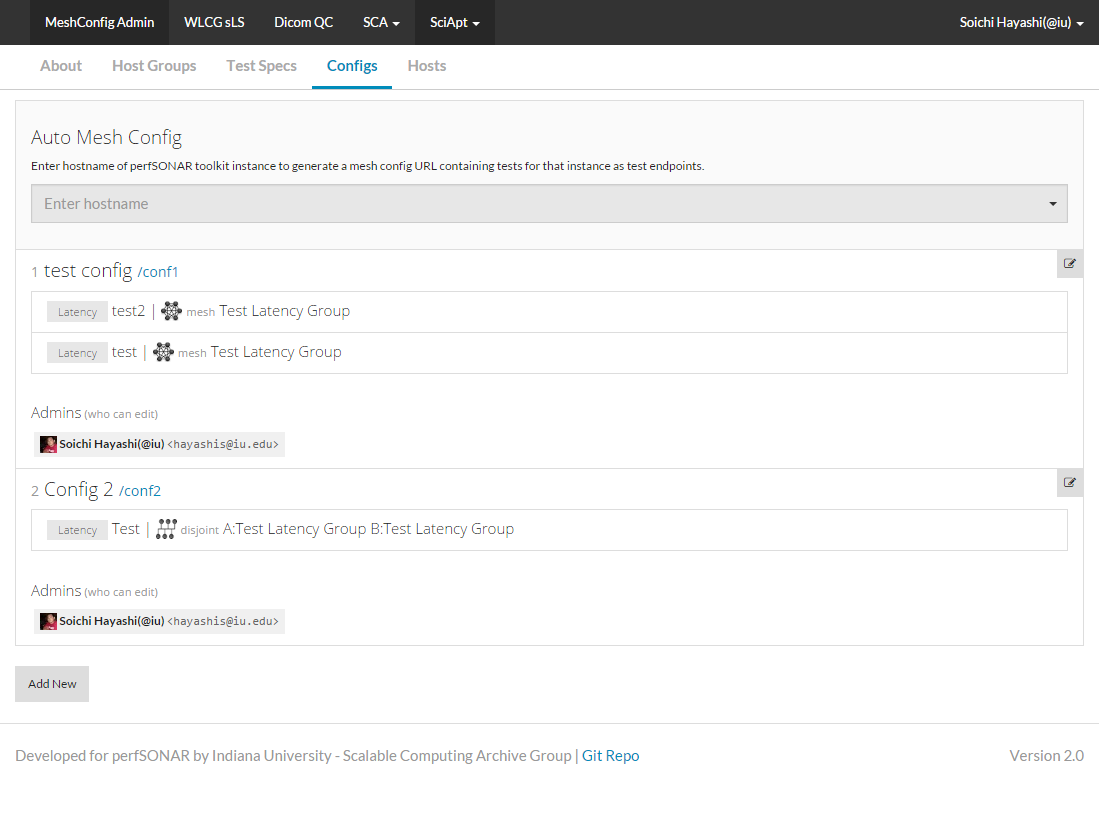 MeshConfig Admin WLCG sLS Dicom QC SCA SciApt Soichi Hayashi(@iu)
About Host Groups Test Specs Configs Hosts
Auto Mesh Config
Enter hostname of perfSONAR toolkit instance to generate a mesh config URL containing tests for that instance as test endpoints.
Enter hostname
1 test config /conf1
Latency test2 | mesh Test Latency Group
Latency test | mesh Test Latency Group
Admins (who can edit)
Soichi Hayashi(@iu) <hayashis@iu.edu>
2 Config 2 /conf2
Latency Test | disjoint A:Test Latency Group B:Test Latency Group
Admins (who can edit)
Soichi Hayashi(@iu) <hayashis@iu.edu>
Add New
Developed for perfSONAR by Indiana University - Scalable Computing Archive Group | Git Repo Version 2.0